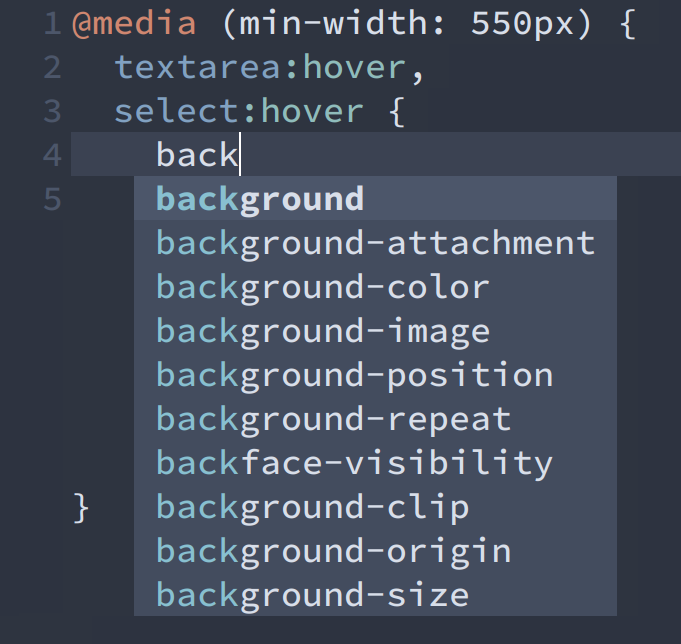 1 @media (min-width: 550px) {
2 textarea:hover,
3 select:hover {
4 back
5
background
background-attachment
background-color
background-image
background-position
background-repeat
backface-visibility
}
background-clip
background-origin
background-size